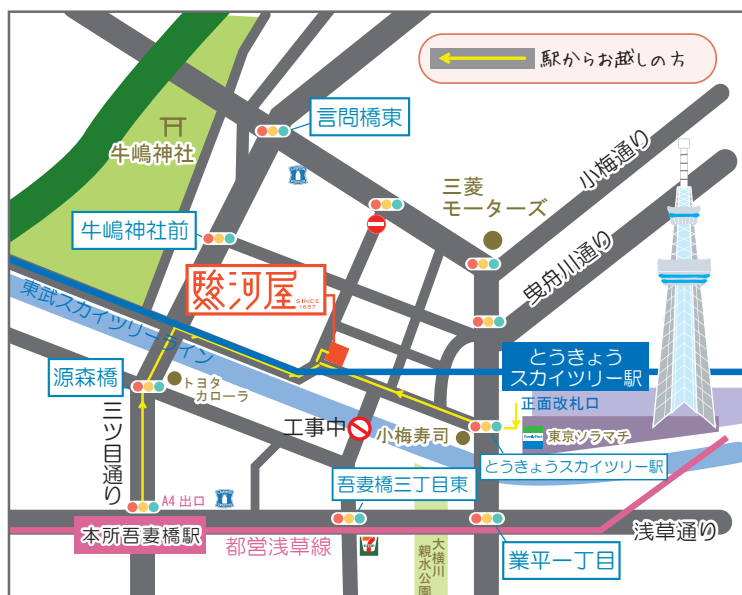 駅からお越しの方
言問橋東
牛嶋神社
三菱
モーターズ
小梅通り
曳舟川通り
牛嶋神社前
駿河屋
SINCE
1657
東武スカイツリーライン
とうきょう
スカイツリー駅
源森橋
トヨタ
カローラ
正面改札口
三ツ目通り
工事中
小梅寿司
FamilyMart
東京ソラマチ
とうきょうスカイツリー駅
A4出口
吾妻橋三丁目東
本所吾妻橋駅
都営浅草線
大横川
親水公園
業平一丁目
浅草通り